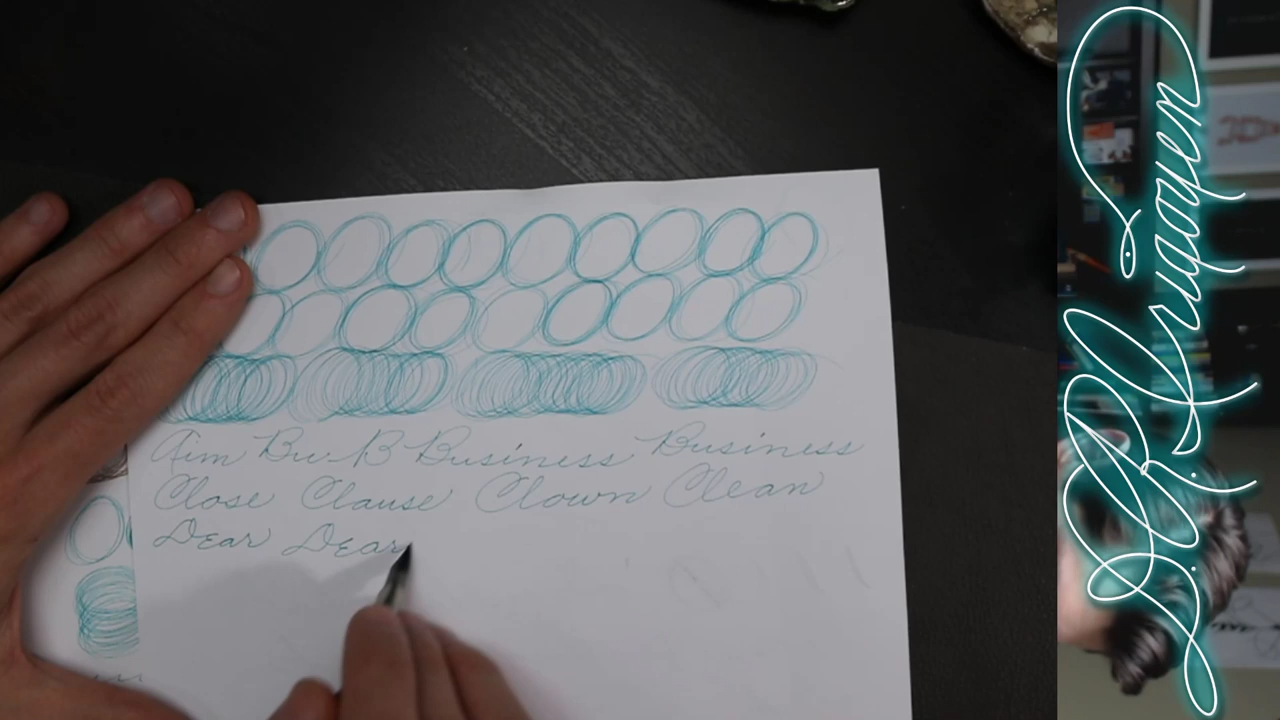 Aim Bu B Business Business
Close Clause Clown Clean
Dear Dear